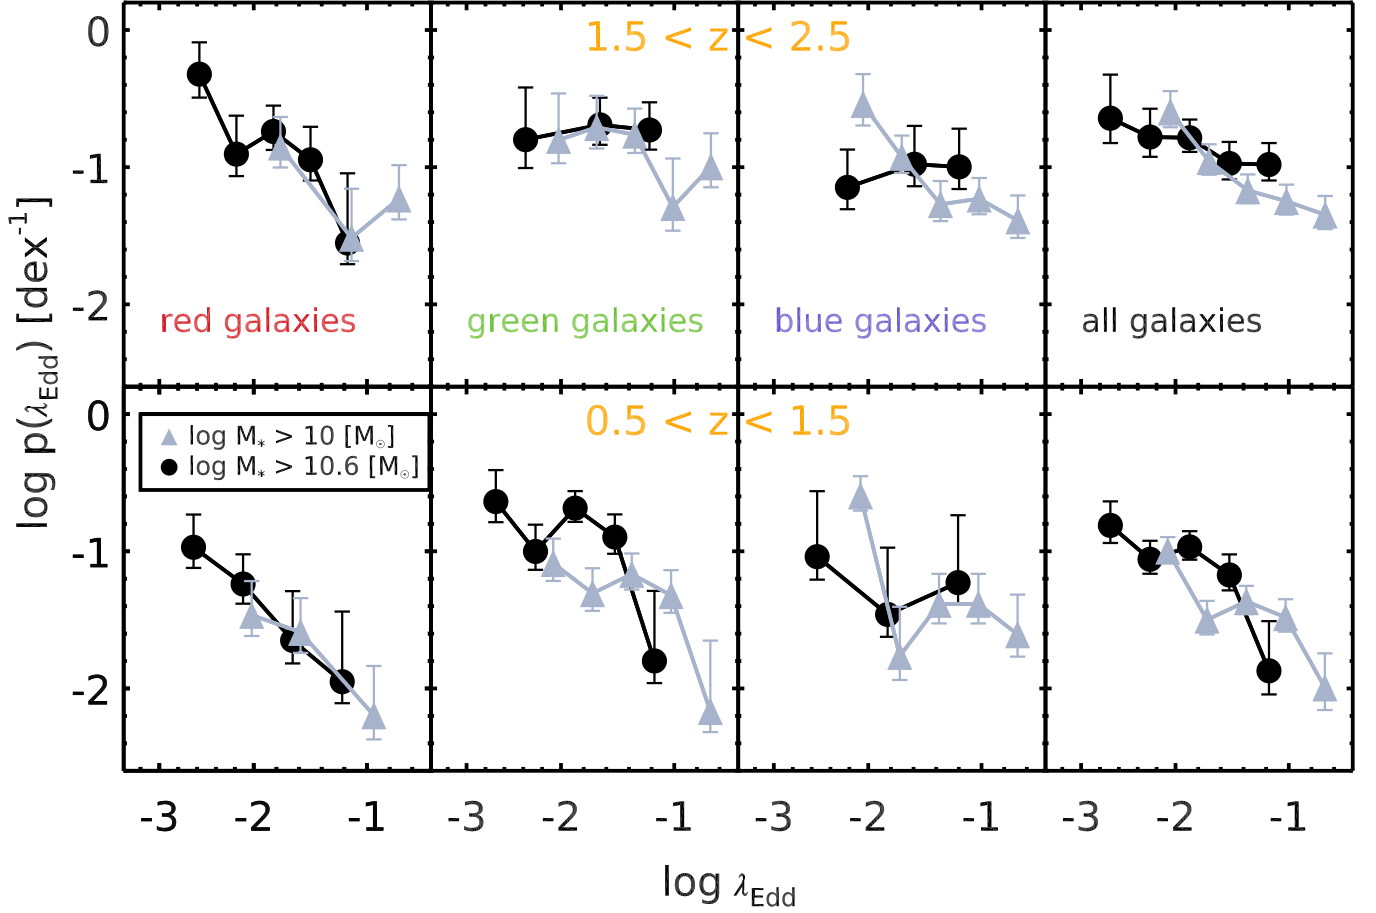 1.5 < z < 2.5
0
-1
-2
red galaxies
green galaxies
blue galaxies
all galaxies
0.5 < z < 1.5
0
-1
-2
log M* > 10 [M☉]
log M* > 10.6 [M☉]
log p(λEdd) [dex-1]
-3 -2 -1 -3 -2 -1 -3 -2 -1 -3 -2 -1
log λEdd